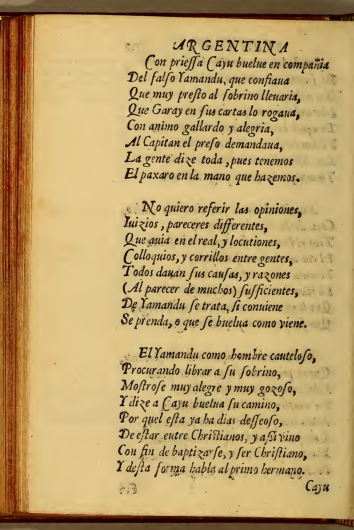 ARGENTINA
Con priessa Cayu buelue en compañia
Del falso Yamandu, que confiaua
Que muy presto al sobrino lleuaria,
Que Garay en sus cartas lo rogaua,
Con animo gallardo y alegria,
Al Capitan el preso demandaua,
La gente dize toda, pues tenemos
El paxaro en la mano que hazemos.
No quiero referir las opiniones,
Iuizios, pareceres differentes,
Que auia en el real, y locutiones,
Colloquios, y corrillos entre gentes,
Todos dauan sus causas, y razones
(Al parecer de muchos) sufficientes,
De Yamandu se trata, si conuiene
Se prenda, o que se buelua como viene.
El Yamandu como hombre cauteloso,
Procurando librar a su sobrino,
Mostrose muy alegre y muy gozoso,
Y dize a Cayu buelua su camino,
Por quel esta ya ha dias desseoso,
De estar entre Christianos, y assi vino
Con fin de baptizarse, y ser Christiano,
Y desta forma habla al primo hermano.
Cayu